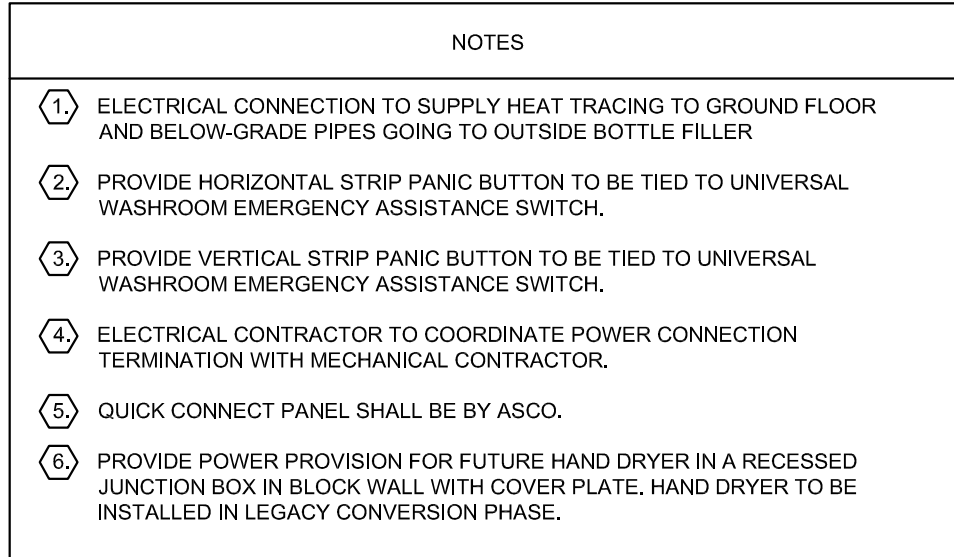 NOTES
1. ELECTRICAL CONNECTION TO SUPPLY HEAT TRACING TO GROUND FLOOR
AND BELOW-GRADE PIPES GOING TO OUTSIDE BOTTLE FILLER
2. PROVIDE HORIZONTAL STRIP PANIC BUTTON TO BE TIED TO UNIVERSAL
WASHROOM EMERGENCY ASSISTANCE SWITCH.
3. PROVIDE VERTICAL STRIP PANIC BUTTON TO BE TIED TO UNIVERSAL
WASHROOM EMERGENCY ASSISTANCE SWITCH.
4. ELECTRICAL CONTRACTOR TO COORDINATE POWER CONNECTION
TERMINATION WITH MECHANICAL CONTRACTOR.
5. QUICK CONNECT PANEL SHALL BE BY ASCO.
6. PROVIDE POWER PROVISION FOR FUTURE HAND DRYER IN A RECESSED
JUNCTION BOX IN BLOCK WALL WITH COVER PLATE. HAND DRYER TO BE
INSTALLED IN LEGACY CONVERSION PHASE.